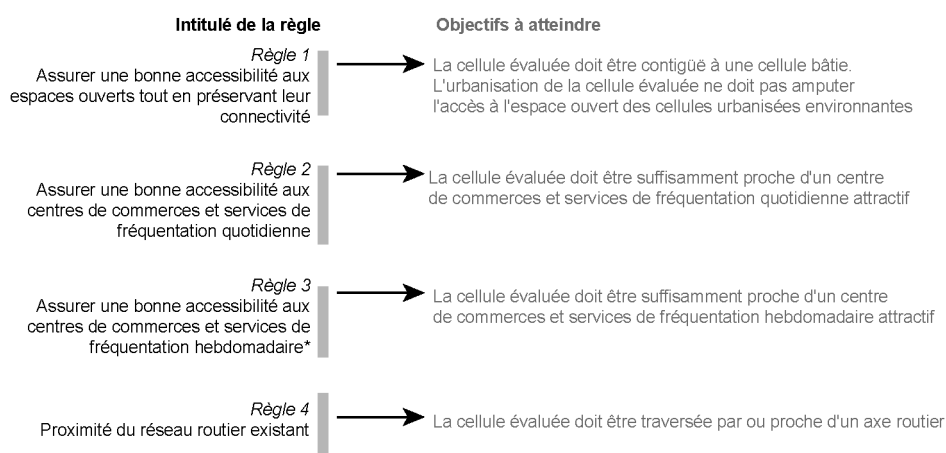 Intitulé de la règle
Objectifs à atteindre
Règle 1
Assurer une bonne accessibilité aux
espaces ouverts tout en préservant leur
connectivité
La cellule évaluée doit être contigüe à une cellule bâtie.
L'urbanisation de la cellule évaluée ne doit pas amputer
l'accès à l'espace ouvert des cellules urbanisées environnantes
Règle 2
Assurer une bonne accessibilité aux
centres de commerces et services de
fréquentation quotidienne
La cellule évaluée doit être suffisamment proche d'un centre
de commerces et services de fréquentation quotidienne attractif
Règle 3
Assurer une bonne accessibilité aux
centres de commerces et services de
fréquentation hebdomadaire*
La cellule évaluée doit être suffisamment proche d'un centre
de commerces et services de fréquentation hebdomadaire attractif
Règle 4
Proximité du réseau routier existant
La cellule évaluée doit être traversée par ou proche d'un axe routier